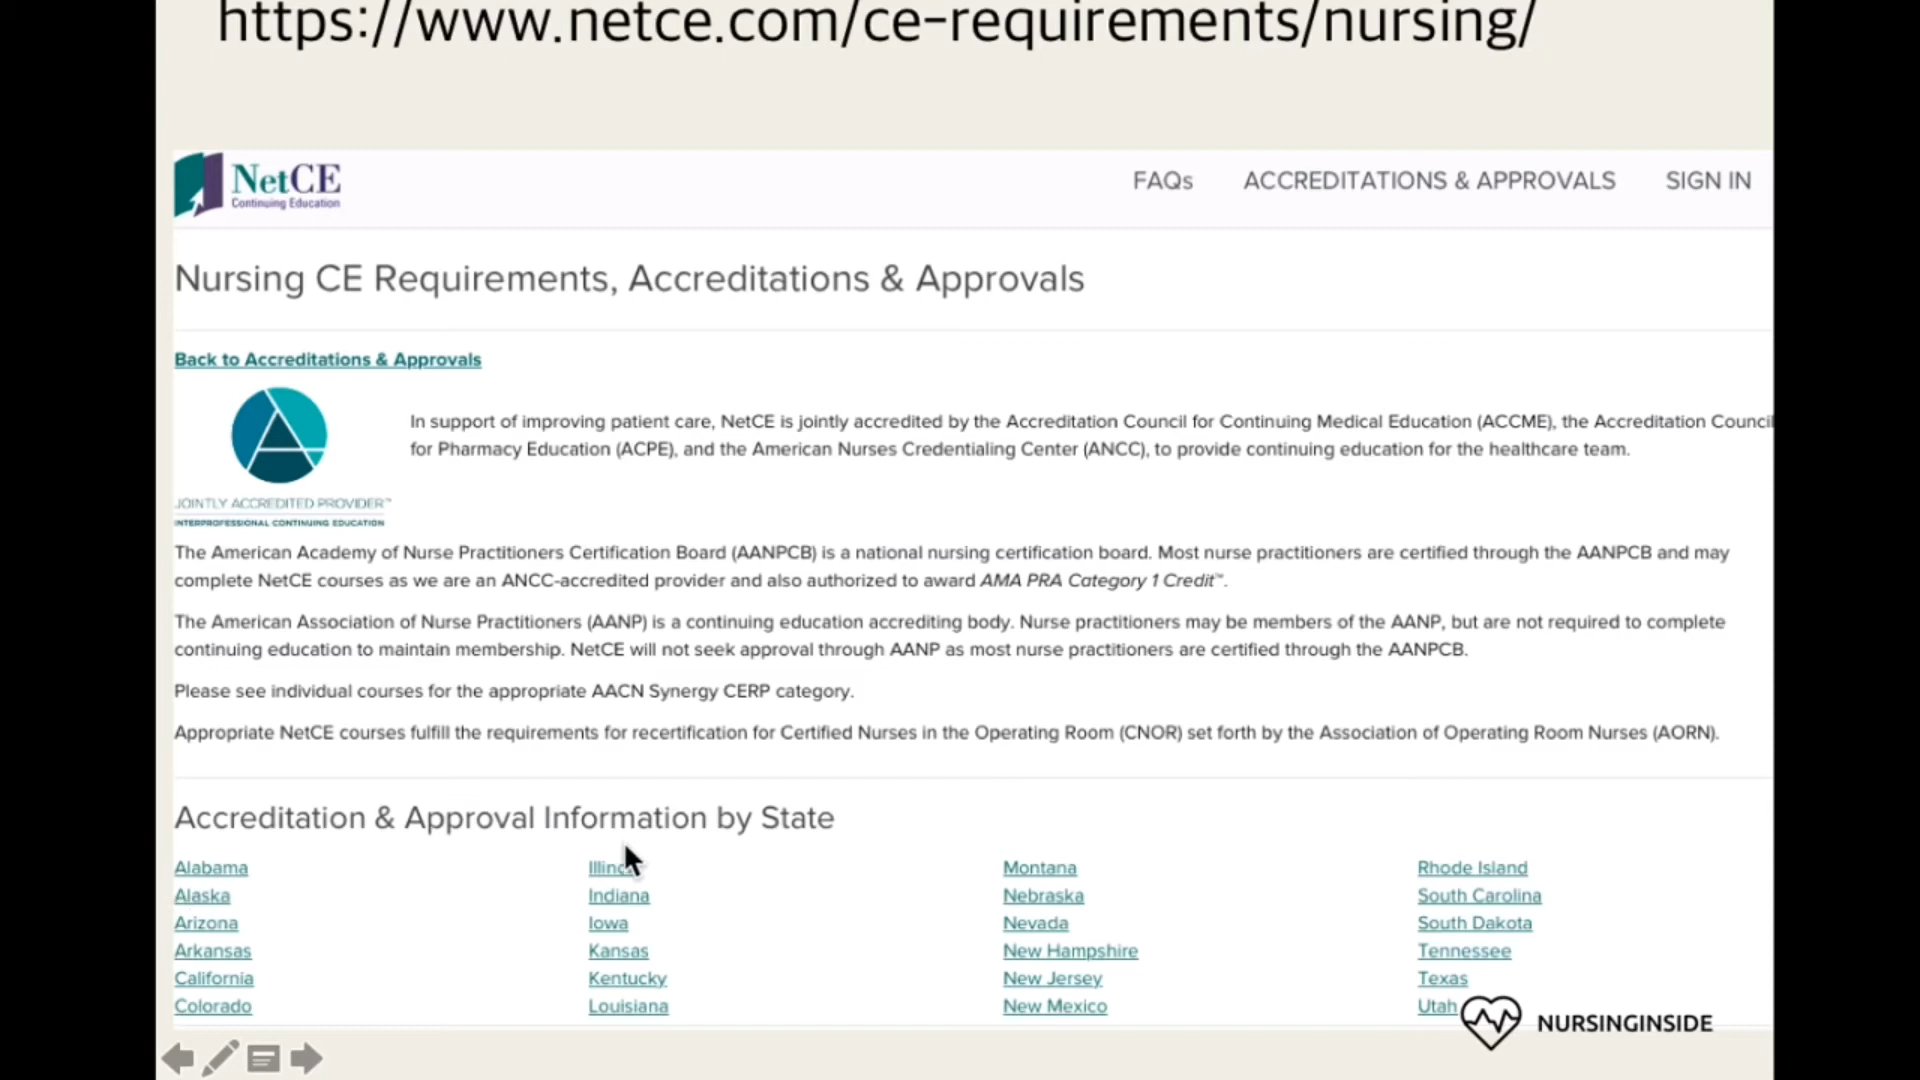 https://www.netce.com/ce-requirements/nursing/
NetCE
Continuing Education
FAQs ACCREDITATIONS & APPROVALS SIGN IN
Nursing CE Requirements, Accreditations & Approvals
Back to Accreditations & Approvals
In support of improving patient care, NetCE is jointly accredited by the Accreditation Council for Continuing Medical Education (ACCME), the Accreditation Council
for Pharmacy Education (ACPE), and the American Nurses Credentialing Center (ANCC), to provide continuing education for the healthcare team.
JOINTLY ACCREDITED PROVIDER™
INTERPROFESSIONAL CONTINUING EDUCATION
The American Academy of Nurse Practitioners Certification Board (AANPCB) is a national nursing certification board. Most nurse practitioners are certified through the AANPCB and may
complete NetCE courses as we are an ANCC-accredited provider and also authorized to award AMA PRA Category 1 Credit™.
The American Association of Nurse Practitioners (AANP) is a continuing education accrediting body. Nurse practitioners may be members of the AANP, but are not required to complete
continuing education to maintain membership. NetCE will not seek approval through AANP as most nurse practitioners are certified through the AANPCB.
Please see individual courses for the appropriate AACN Synergy CERP category.
Appropriate NetCE courses fulfill the requirements for recertification for Certified Nurses in the Operating Room (CNOR) set forth by the Association of Operating Room Nurses (AORN).
Accreditation & Approval Information by State
Alabama
Alaska
Arizona
Arkansas
California
Colorado
Indiana
Iowa
Kansas
Kentucky
Louisiana
Montana
Nebraska
Nevada
New Hampshire
New Jersey
New Mexico
Rhode Island
South Carolina
South Dakota
Tennessee
Texas
Utah
NURSINGINSIDE